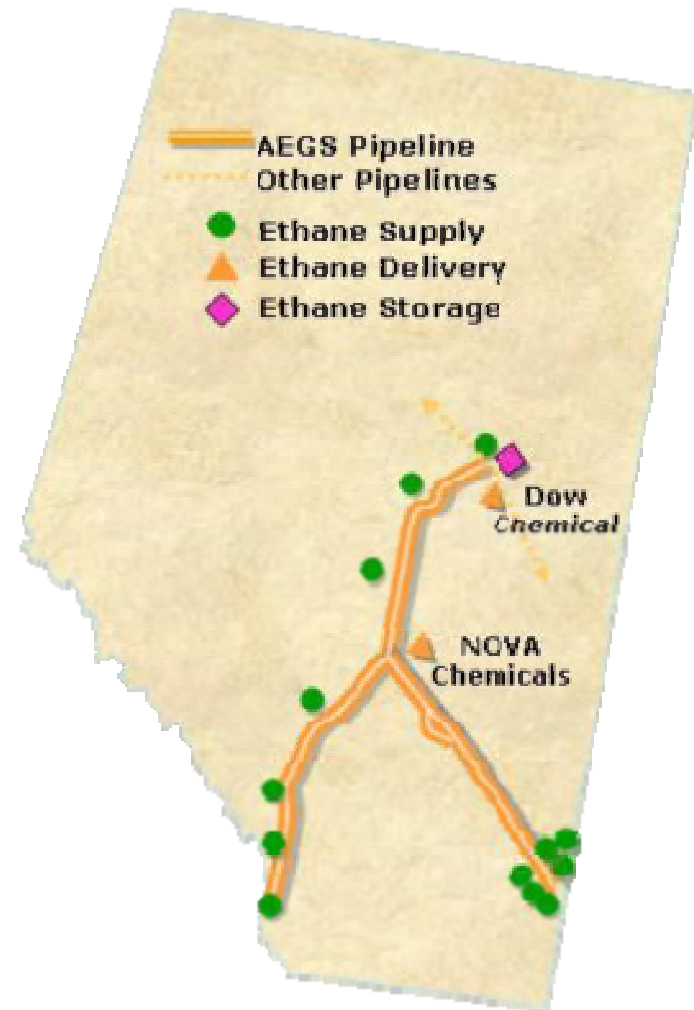 AEGS Pipeline
Other Pipelines
Ethane Supply
Ethane Delivery
Ethane Storage
Dow
Chemical
NOVA
Chemicals